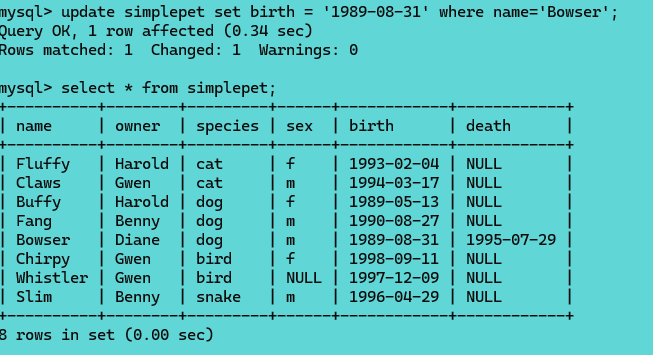 mysql> update simplepet set birth = '1989-08-31' where name='Bowser';
Query OK, 1 row affected (0.34 sec)
Rows matched: 1  Changed: 1  Warnings: 0

mysql> select * from simplepet;
+----------+--------+---------+------+------------+------------+
| name     | owner  | species | sex  | birth      | death      |
+----------+--------+---------+------+------------+------------+
| Fluffy   | Harold | cat     | f    | 1993-02-04 | NULL       |
| Claws    | Gwen   | cat     | m    | 1994-03-17 | NULL       |
| Buffy    | Harold | dog     | f    | 1989-05-13 | NULL       |
| Fang     | Benny  | dog     | m    | 1990-08-27 | NULL       |
| Bowser   | Diane  | dog     | m    | 1989-08-31 | 1995-07-29 |
| Chirpy   | Gwen   | bird    | f    | 1998-09-11 | NULL       |
| Whistler | Gwen   | bird    | NULL | 1997-12-09 | NULL       |
| Slim     | Benny  | snake   | m    | 1996-04-29 | NULL       |
+----------+--------+---------+------+------------+------------+
8 rows in set (0.00 sec)